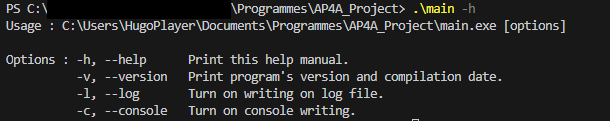 PS C:\ \Programmes\AP4A_Project> .\main -h
Usage : C:\Users\HugoPlayer\Documents\Programmes\AP4A_Project\main.exe [options]
Options : -h, --help Print this help manual.
-v, --version Print program's version and compilation date.
-l, --log Turn on writing on log file.
-c, --console Turn on console writing.